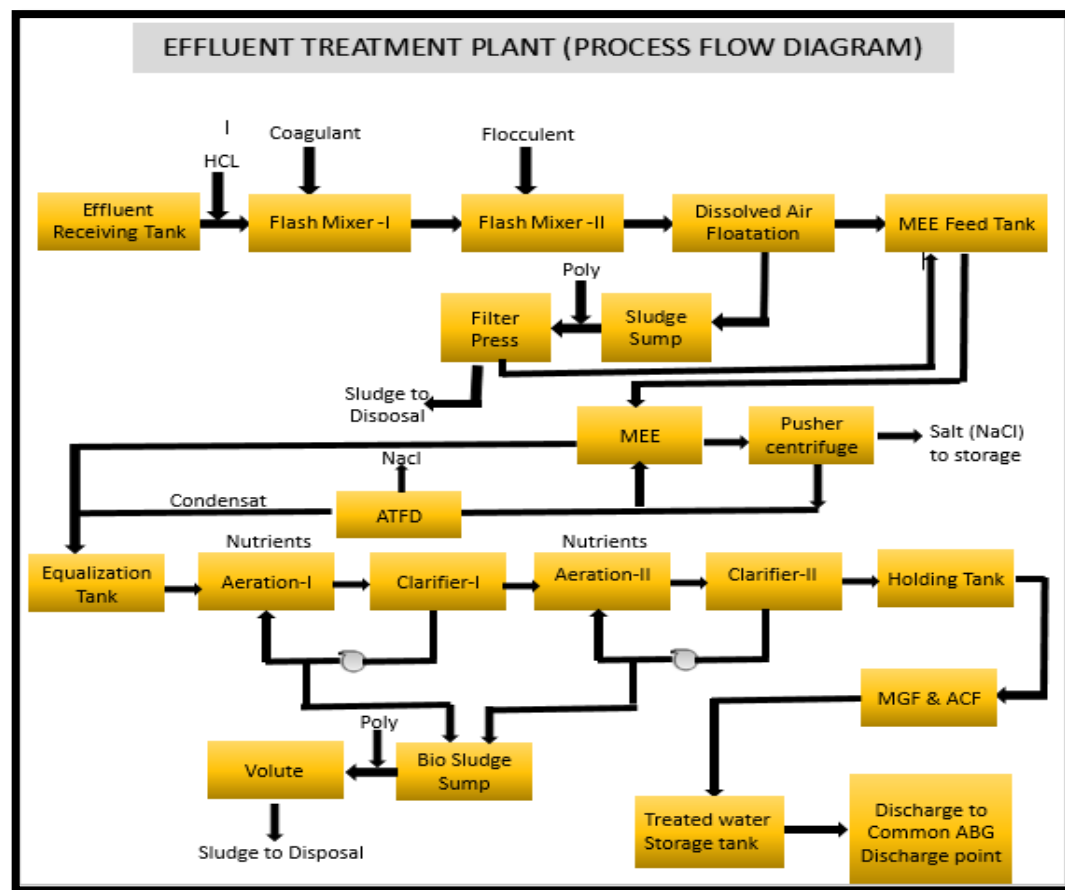 EFFLUENT TREATMENT PLANT (PROCESS FLOW DIAGRAM)
I
Coagulant
Flocculent
HCL
Effluent
Receiving Tank
Flash Mixer -I
Flash Mixer -II
Dissolved Air
Floatation
MEE Feed Tank
Poly
Filter
Press
Sludge
Sump
Sludge to
Disposal
MEE
Pusher
centrifuge
Salt (NaCl)
to storage
Nacl
Condensat
ATFD
Nutrients
Nutrients
Equalization
Tank
Aeration-I
Clarifier-I
Aeration-II
Clarifier-II
Holding Tank
MGF & ACF
Poly
Volute
Bio Sludge
Sump
Sludge to Disposal
Treated water
Storage tank
Discharge to
Common ABG
Discharge point